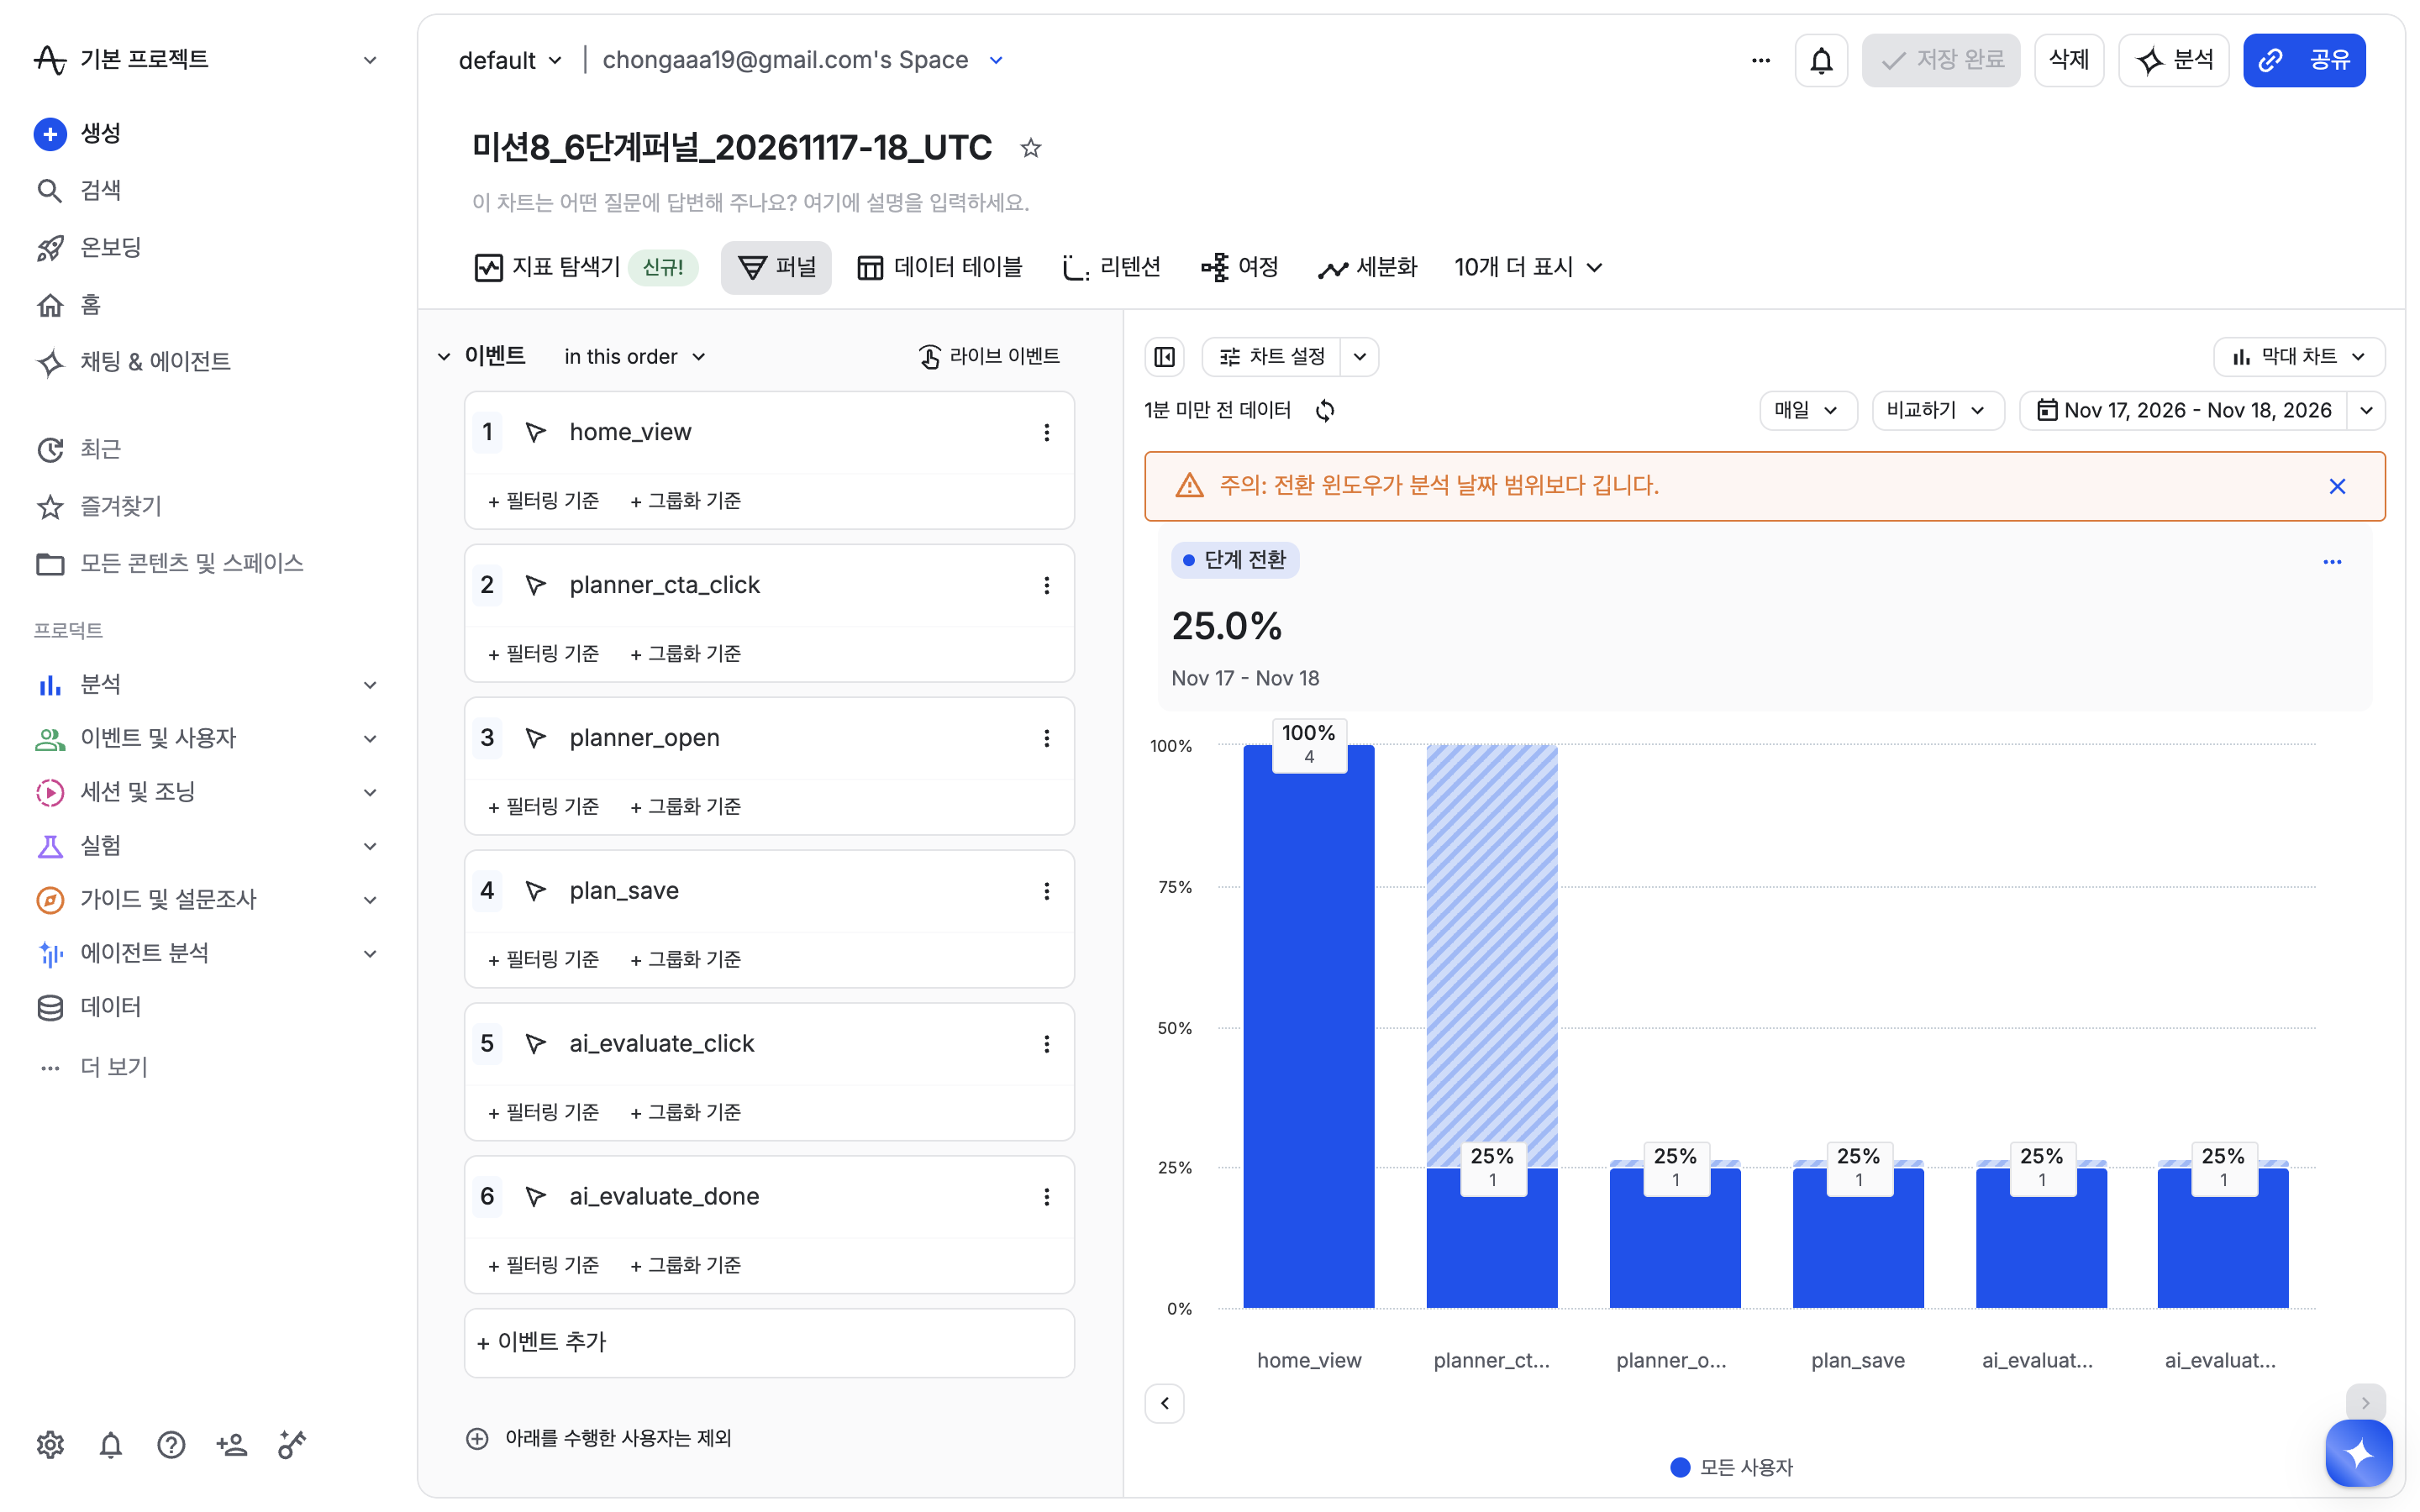 기본 프로젝트
생성
검색
온보딩
홈
채팅 & 에이전트
최근
즐겨찾기
모든 콘텐츠 및 스페이스
프로덕트
분석
이벤트 및 사용자
세션 및 조닝
실험
가이드 및 설문조사
에이전트 분석
데이터
더 보기
default | chongaaa19@gmail.com's Space
저장 완료 삭제 분석 공유
미션8_6단계퍼널_20261117-18_UTC
이 차트는 어떤 질문에 답변해 주나요? 여기에 설명을 입력하세요.
지표 탐색기 신규! 퍼널 데이터 테이블 리텐션 여정 세분화 10개 더 표시
이벤트 in this order 라이브 이벤트
1 home_view
+ 필터링 기준 + 그룹화 기준
2 planner_cta_click
+ 필터링 기준 + 그룹화 기준
3 planner_open
+ 필터링 기준 + 그룹화 기준
4 plan_save
+ 필터링 기준 + 그룹화 기준
5 ai_evaluate_click
+ 필터링 기준 + 그룹화 기준
6 ai_evaluate_done
+ 필터링 기준 + 그룹화 기준
+ 이벤트 추가
아래를 수행한 사용자는 제외
차트 설정 막대 차트
1분 미만 전 데이터 매일 비교하기 Nov 17, 2026 - Nov 18, 2026
주의: 전환 윈도우가 분석 날짜 범위보다 깁니다.
단계 전환
25.0%
Nov 17 - Nov 18
100%
75%
50%
25%
0%
100%
4
25%
1
25%
1
25%
1
25%
1
25%
1
home_view planner_ct... planner_o... plan_save ai_evaluat... ai_evaluat...
모든 사용자